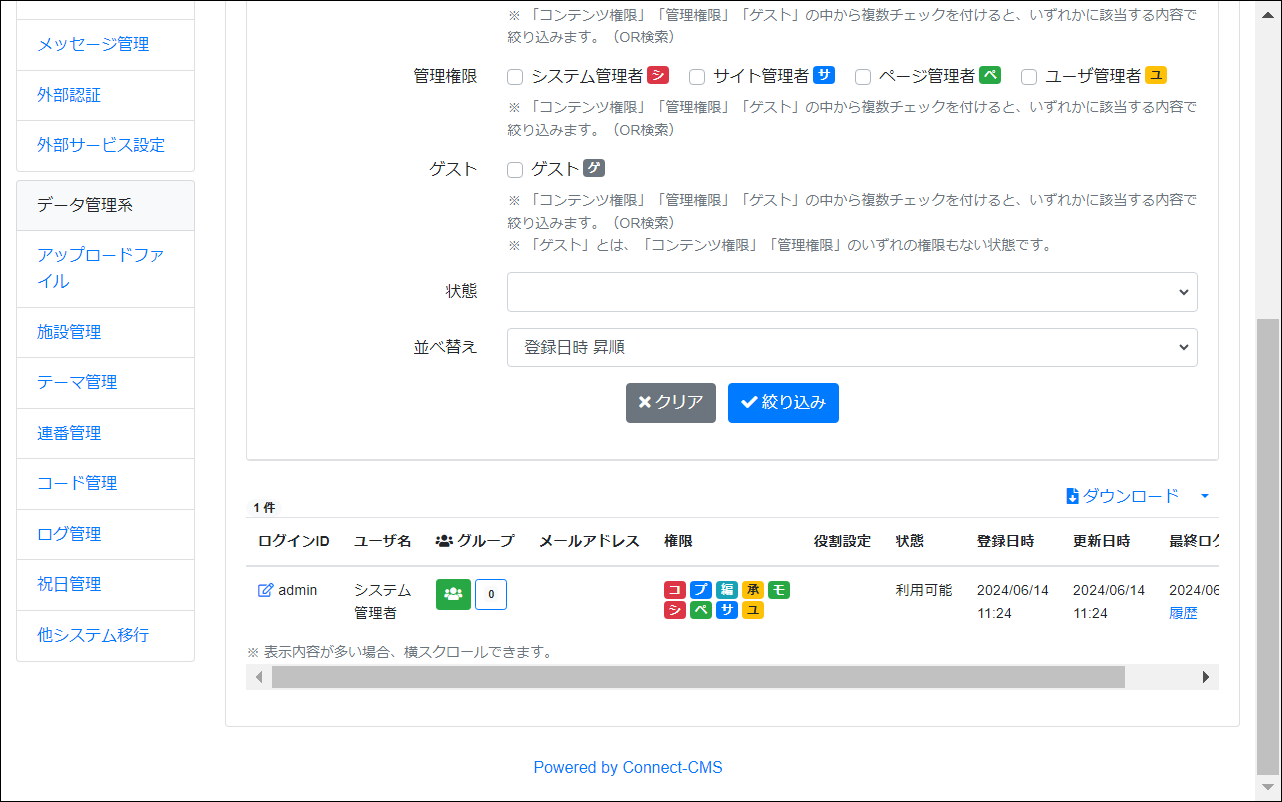 メッセージ管理
外部認証
外部サービス設定
データ管理系
アップロードファ
イル
施設管理
テーマ管理
連番管理
コード管理
ログ管理
祝日管理
他システム移行
※ 「コンテンツ権限」「管理権限」「ゲスト」の中から複数チェックを付けると、いずれかに該当する内容で
絞り込みます。（OR検索）
管理権限 システム管理者 シ サイト管理者 サ ページ管理者 ペ ユーザ管理者 ユ
※ 「コンテンツ権限」「管理権限」「ゲスト」の中から複数チェックを付けると、いずれかに該当する内容で
絞り込みます。（OR検索）
ゲスト ゲスト ゲ
※ 「コンテンツ権限」「管理権限」「ゲスト」の中から複数チェックを付けると、いずれかに該当する内容で
絞り込みます。（OR検索）
※ 「ゲスト」とは、「コンテンツ権限」「管理権限」のいずれの権限もない状態です。
状態
並べ替え 登録日時 昇順
クリア 絞り込み
ダウンロード
1 件
ログインID ユーザ名 グループ メールアドレス 権限 役割設定 状態 登録日時 更新日時 最終ログ
admin システム 0 コ プ 編 承 モ 利用可能 2024/06/14 2024/06/14 2024/06
管理者 シ ペ サ ユ 11:24 11:24 履歴
※ 表示内容が多い場合、横スクロールできます。
Powered by Connect-CMS